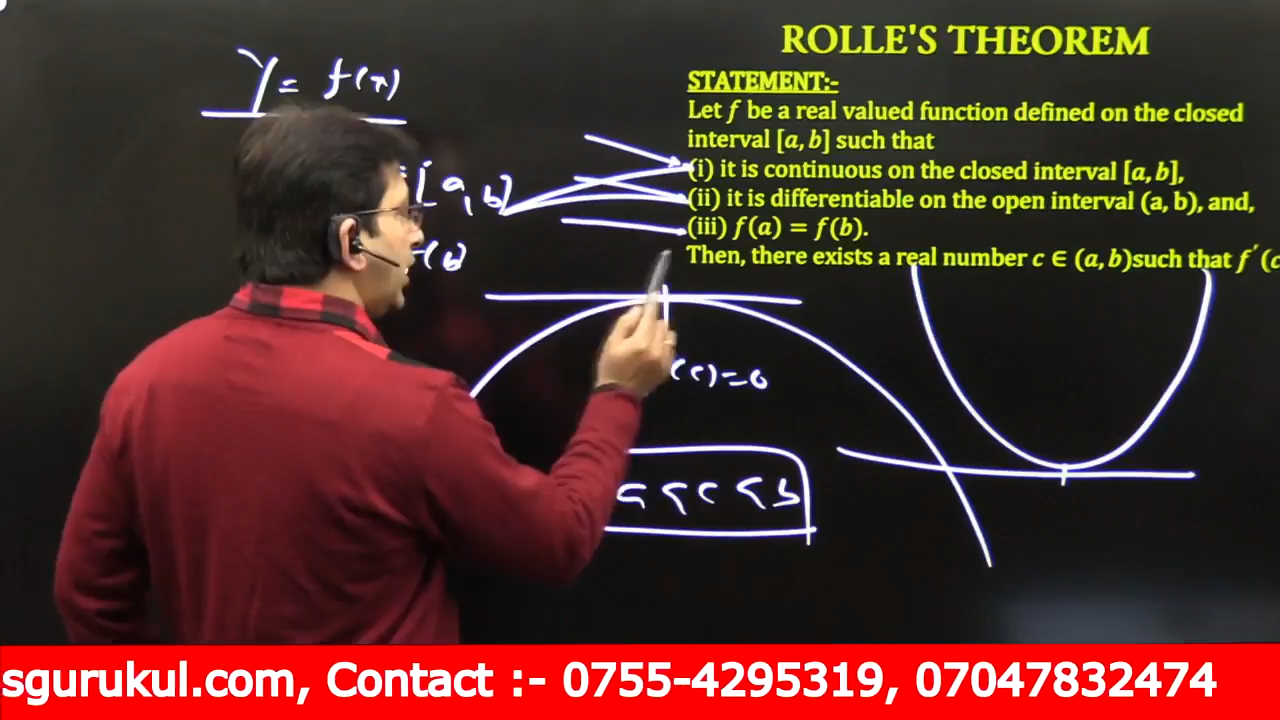 ROLLE'S THEOREM
STATEMENT:-
Let f be a real valued function defined on the closed
interval [a, b] such that
(i) it is continuous on the closed interval [a, b],
(ii) it is differentiable on the open interval (a, b), and,
(iii) f(a) = f(b).
Then, there exists a real number c ∈ (a, b)such that f′(c
y = f(x)
[a, b]
(b)
(c)=0
a < c < b
sgurukul.com, Contact :- 0755-4295319, 07047832474